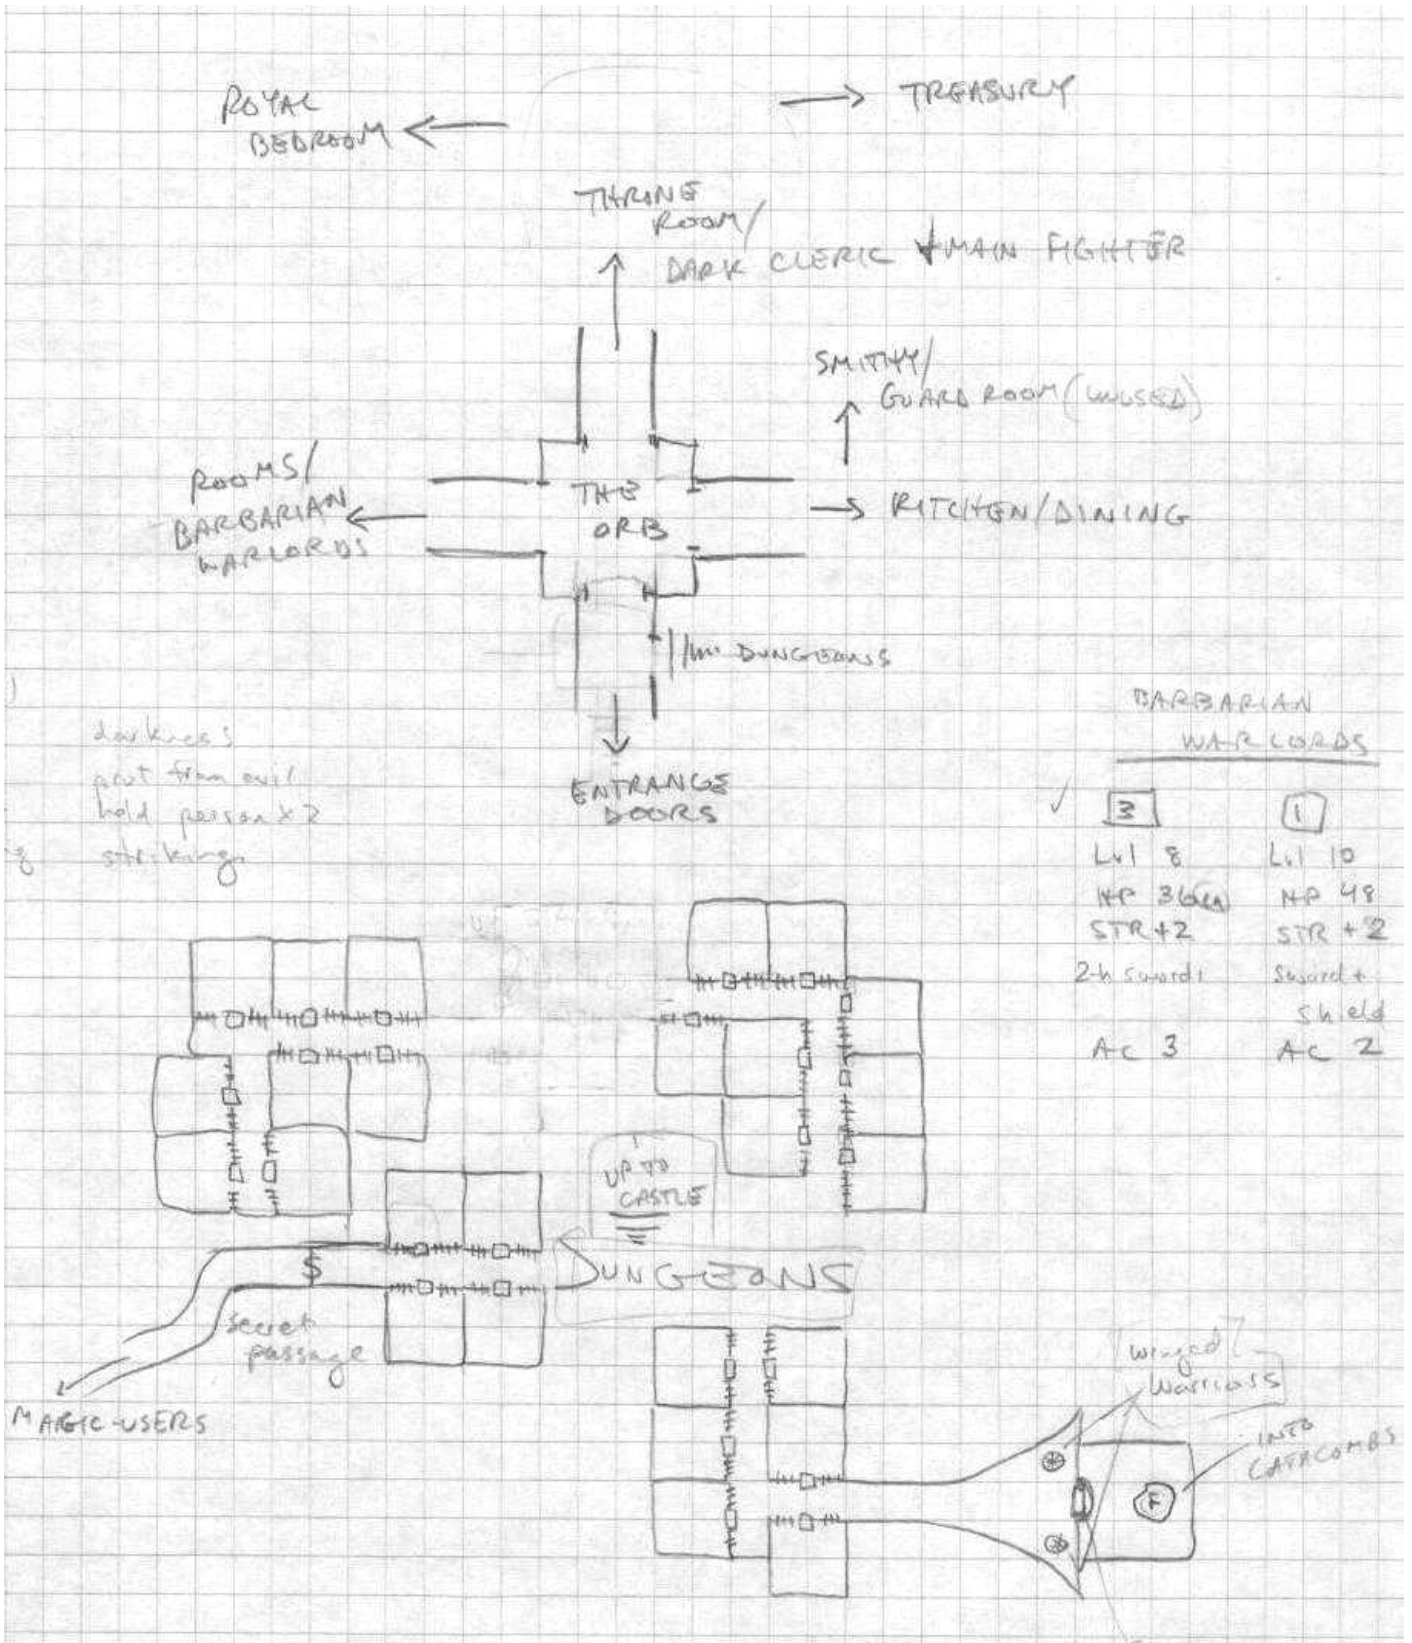 ROYAL
BEDROOM
TREASURY
THRONE
ROOM/
DARK CLERIC + MAIN FIGHTER
SMITHY/
GUARD ROOM (UNUSED)
ROOMS/
BARBARIAN
WARLORDS
THE
ORB
KITCHEN/DINING
DUNGEONS
ENTRANCE
DOORS
darkness
prot from evil
hold person x 2
striking
BARBARIAN
WARLORDS
3
Lvl 8
HP 36
STR +2
2-h swords
AC 3
1
Lvl 10
HP 48
STR +2
Sword +
shield
AC 2
UP TO
CASTLE
DUNGEONS
S
secret
passage
MAGIC-USERS
winged
warriors
INTO
CATACOMBS
F